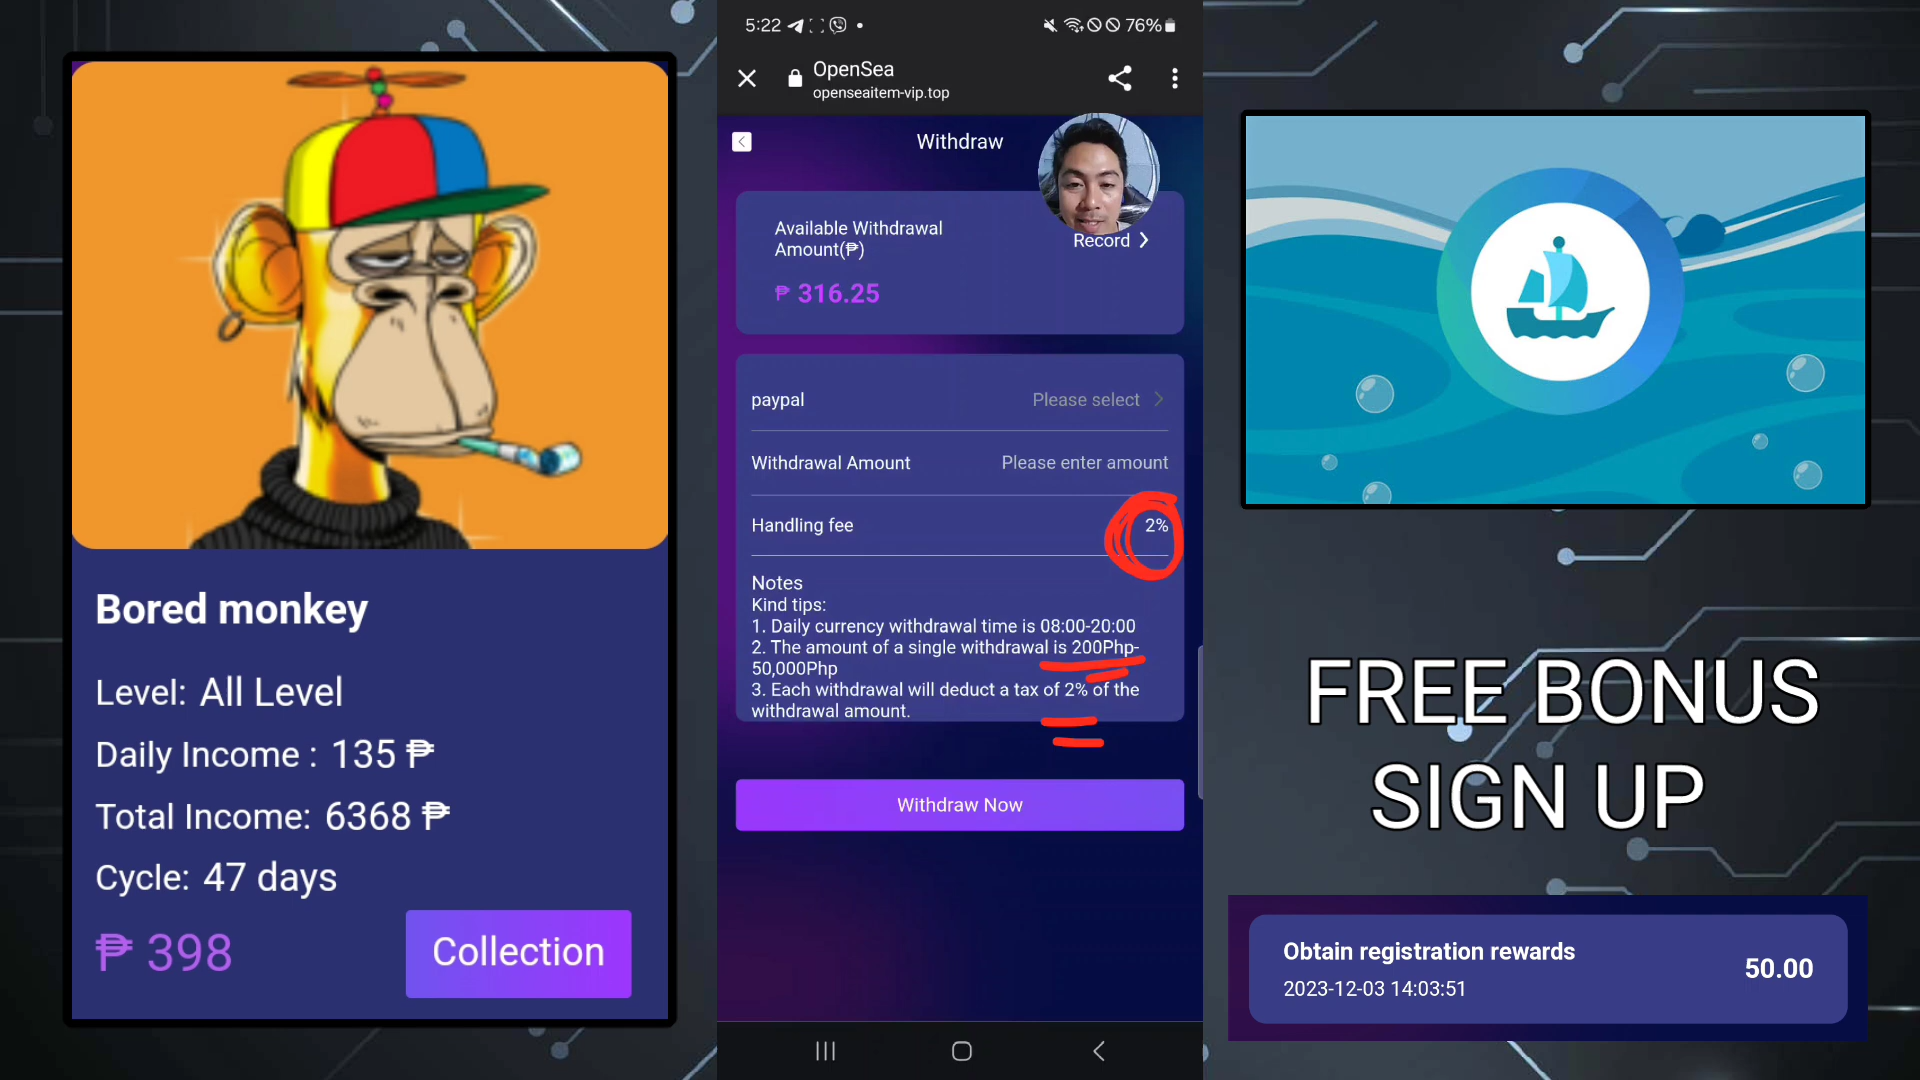 Bored monkey
Level: All Level
Daily Income : 135 ₱
Total Income: 6368 ₱
Cycle: 47 days
₱ 398
Collection
5:22
76%
OpenSea
openseaitem-vip.top
Withdraw
Available Withdrawal
Amount(₱)
Record
₱ 316.25
paypal
Please select
Withdrawal Amount
Please enter amount
Handling fee
2%
Notes
Kind tips:
1. Daily currency withdrawal time is 08:00-20:00
2. The amount of a single withdrawal is 200Php-
50,000Php
3. Each withdrawal will deduct a tax of 2% of the
withdrawal amount.
Withdraw Now
FREE BONUS
SIGN UP
Obtain registration rewards
50.00
2023-12-03 14:03:51